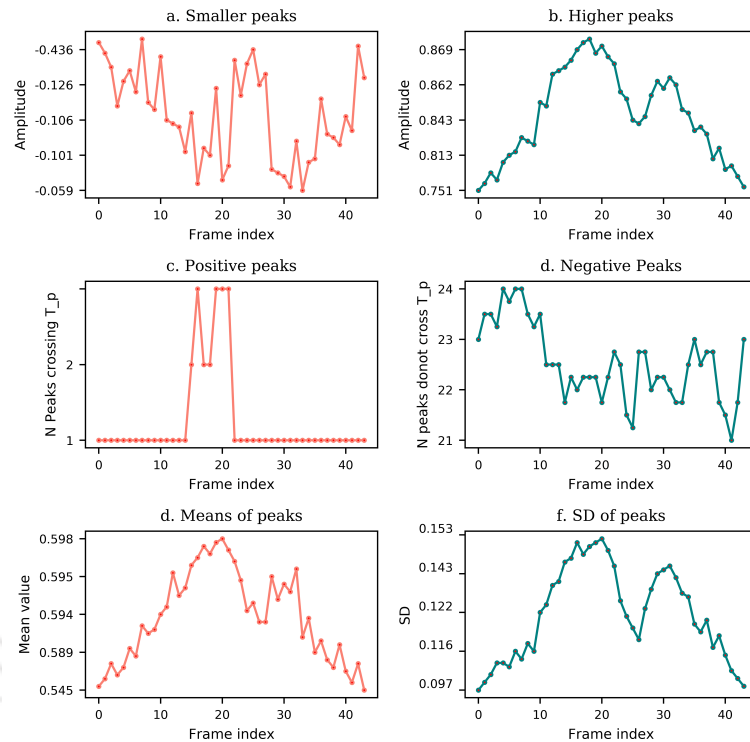 a. Smaller peaks
-0.436
-0.126
-0.106
-0.101
-0.059
Amplitude
0 10 20 30 40
Frame index
b. Higher peaks
0.869
0.862
0.843
0.813
0.751
Amplitude
0 10 20 30 40
Frame index
c. Positive peaks
2
1
N Peaks crossing T_p
0 10 20 30 40
Frame index
d. Negative Peaks
24
23
22
21
N peaks donot cross T_p
0 10 20 30 40
Frame index
d. Means of peaks
0.598
0.595
0.594
0.589
0.545
Mean value
0 10 20 30 40
Frame index
f. SD of peaks
0.153
0.143
0.122
0.116
0.097
SD
0 10 20 30 40
Frame index